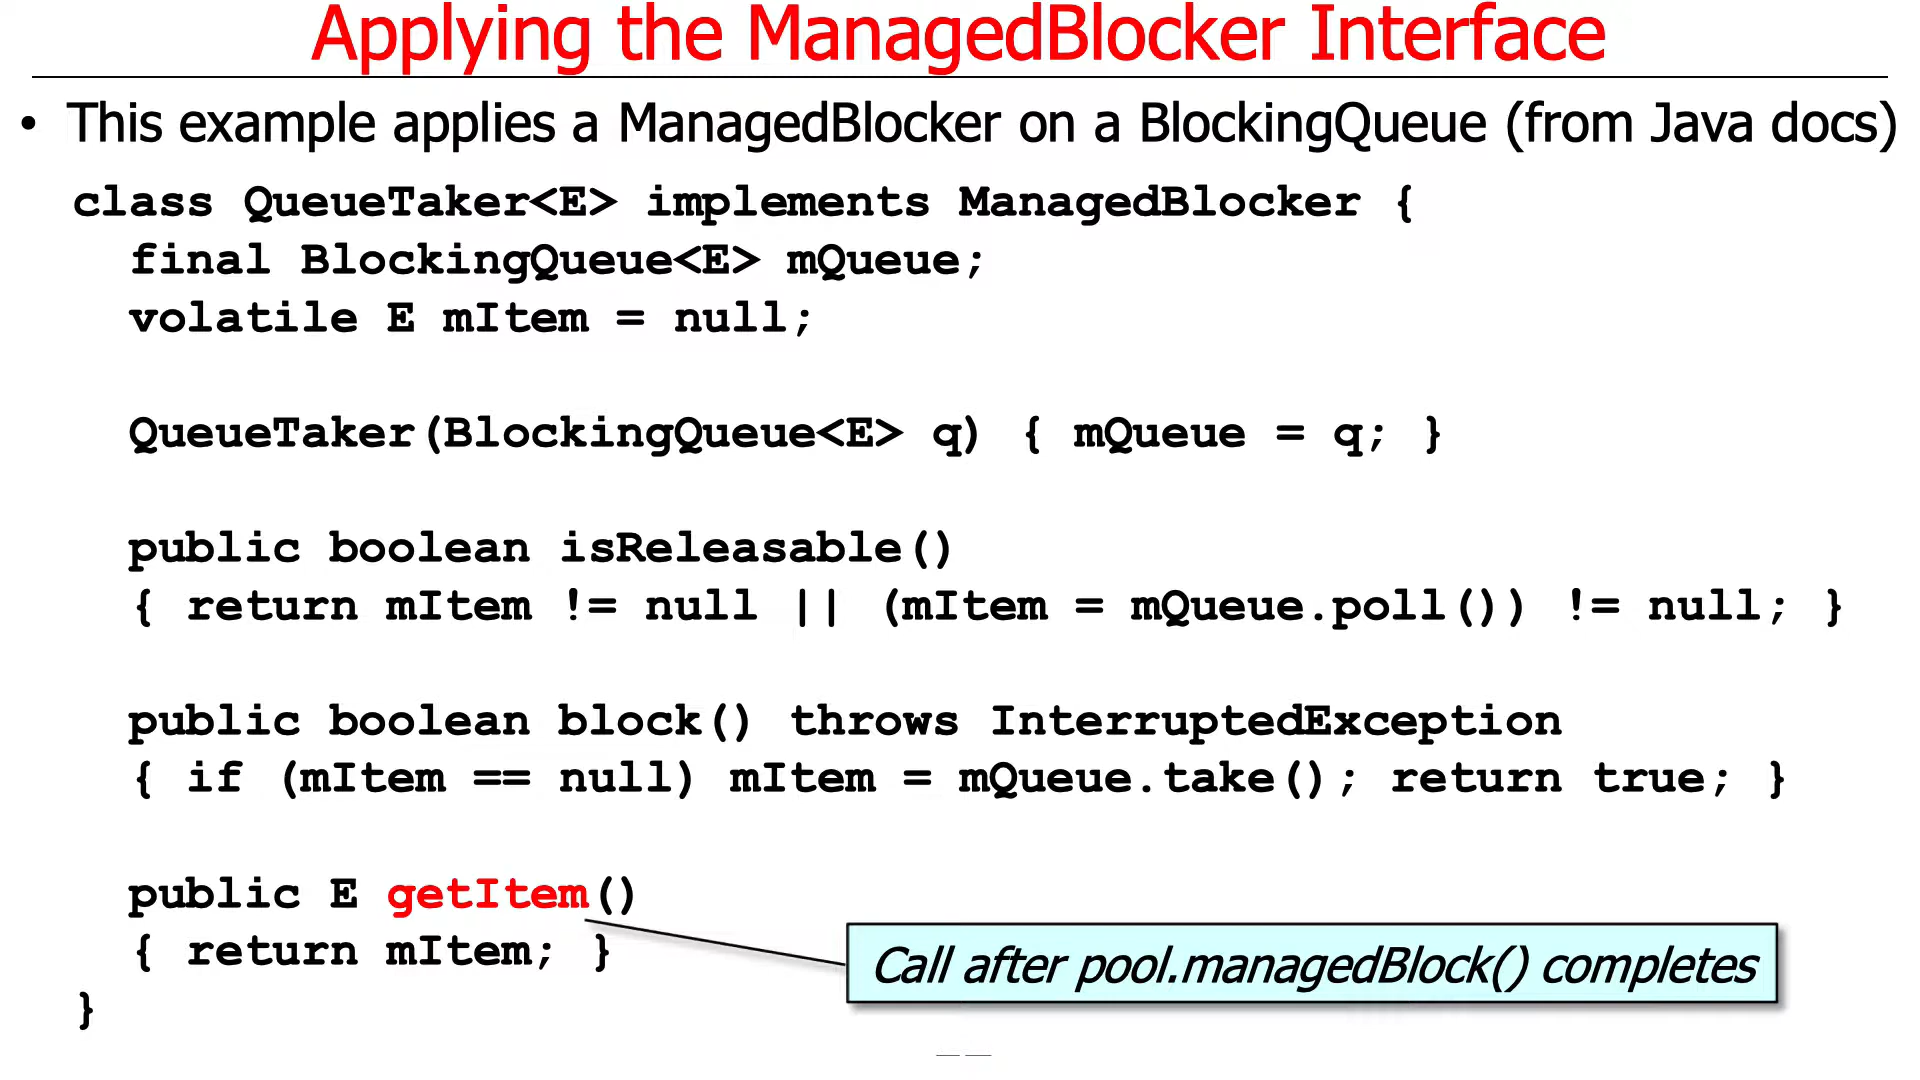 Applying the ManagedBlocker Interface
• This example applies a ManagedBlocker on a BlockingQueue (from Java docs)
class QueueTaker<E> implements ManagedBlocker {
final BlockingQueue<E> mQueue;
volatile E mItem = null;
QueueTaker(BlockingQueue<E> q) { mQueue = q; }
public boolean isReleasable()
{ return mItem != null || (mItem = mQueue.poll()) != null; }
public boolean block() throws InterruptedException
{ if (mItem == null) mItem = mQueue.take(); return true; }
public E getItem()
{ return mItem; }
Call after pool.managedBlock() completes
}